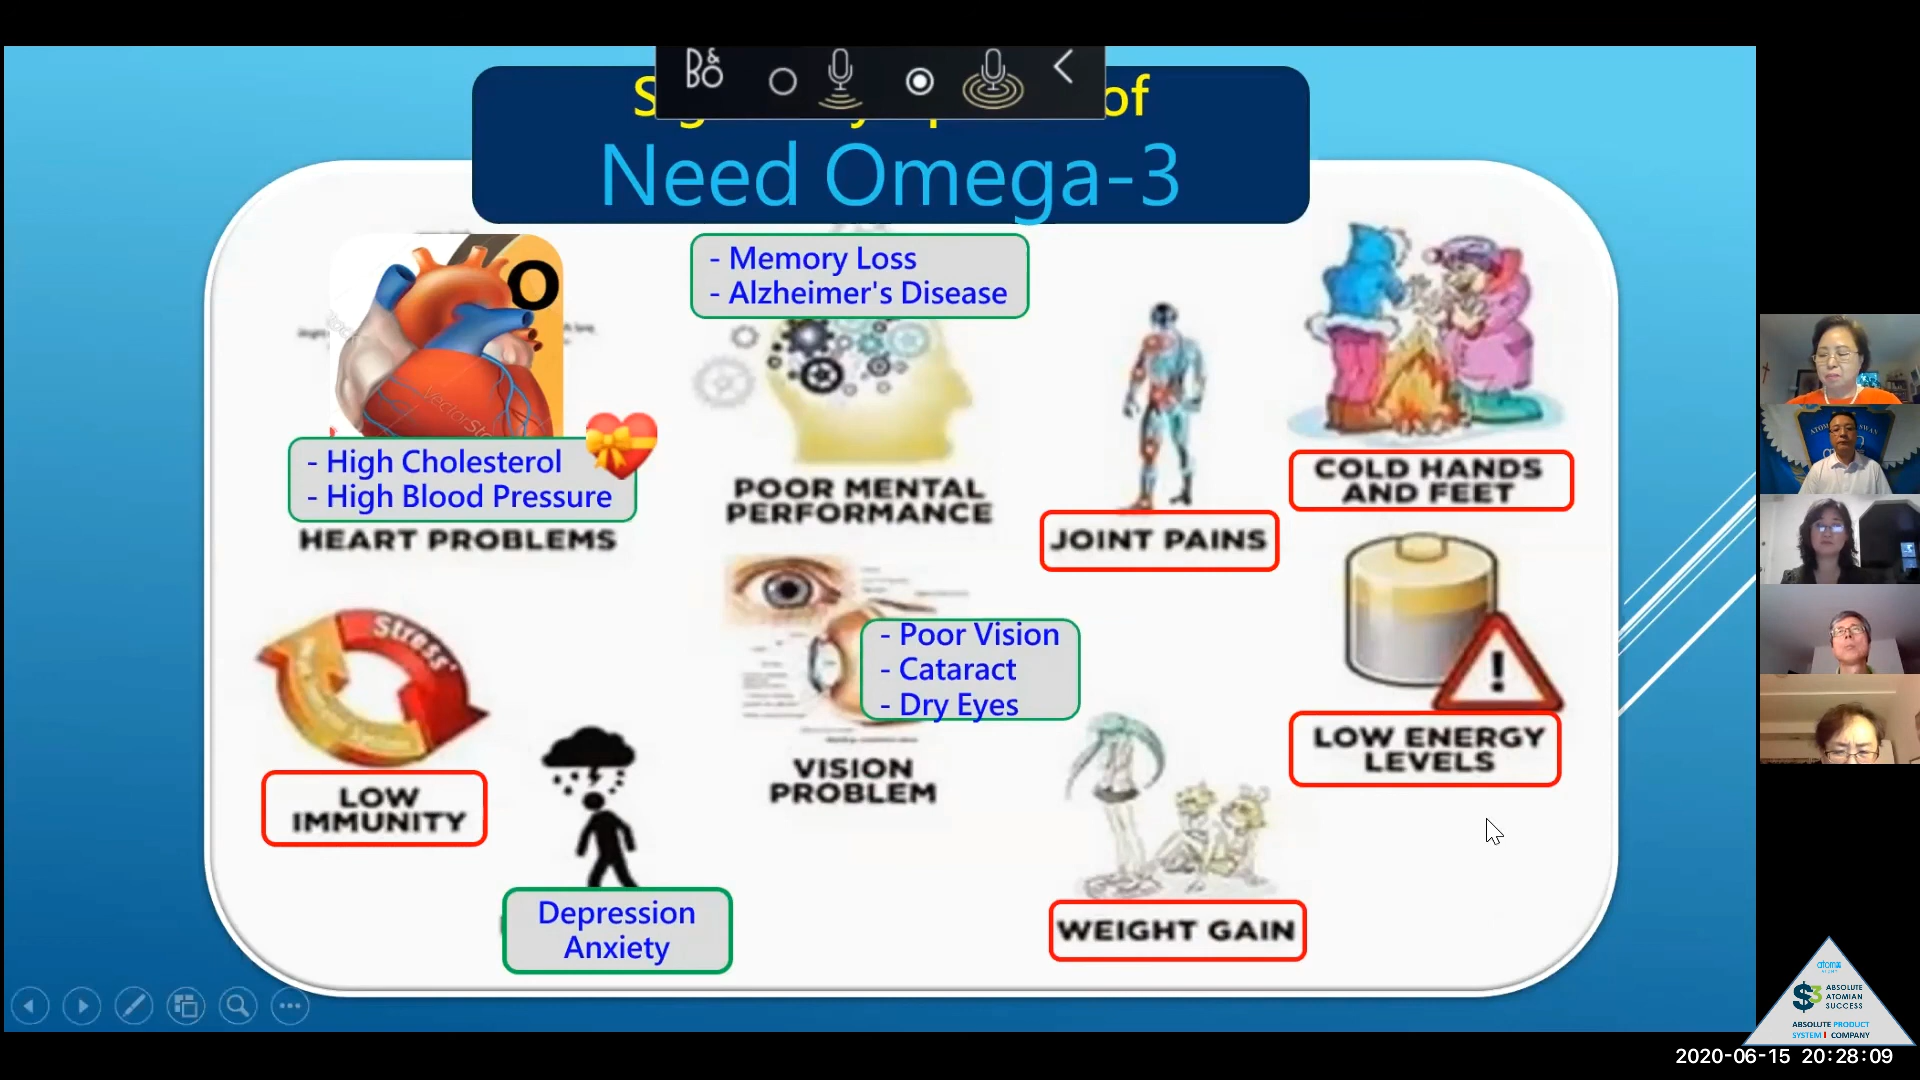 B&O
of
Need Omega-3
- Memory Loss
- Alzheimer's Disease
- High Cholesterol
- High Blood Pressure
HEART PROBLEMS
POOR MENTAL
PERFORMANCE
JOINT PAINS
COLD HANDS
AND FEET
Stress
LOW
IMMUNITY
- Poor Vision
- Cataract
- Dry Eyes
VISION
PROBLEM
LOW ENERGY
LEVELS
Depression
Anxiety
WEIGHT GAIN
ABSOLUTE
ATOMIAN
SUCCESS
ABSOLUTE PRODUCT
SYSTEM COMPANY
2020-06-15 20:28:09